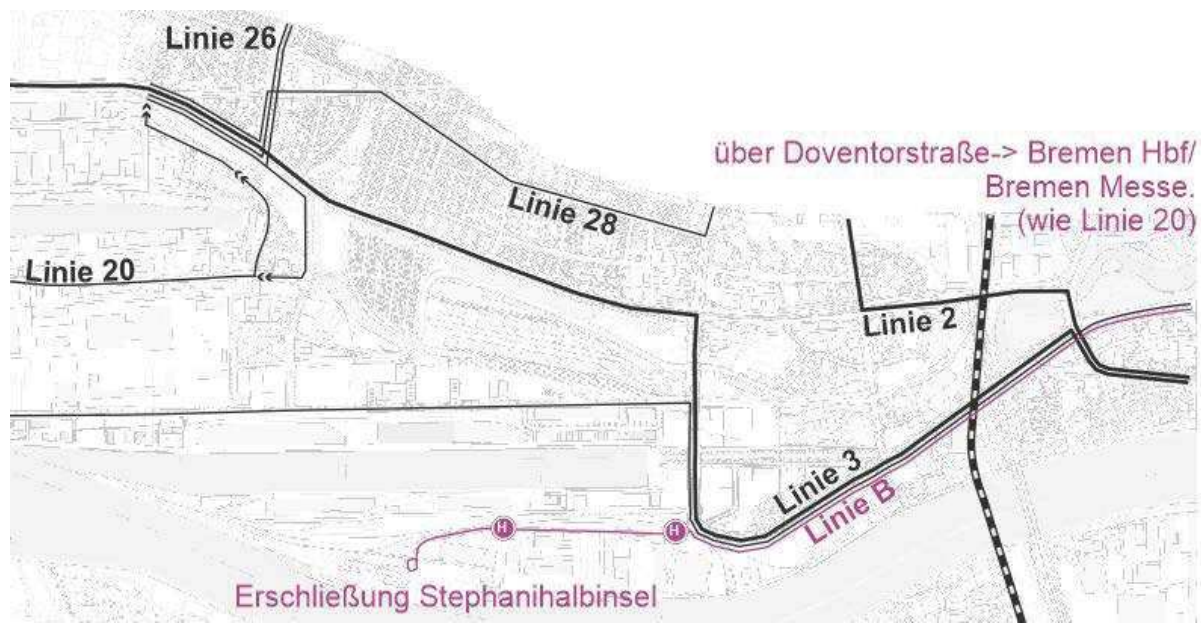 Linie 26
über Doventorstraße-> Bremen Hbf/
Bremen Messe.
(wie Linie 20)
Linie 28
Linie 20
Linie 2
Linie 3
Linie B
H
H
Erschließung Stephanihalbinsel